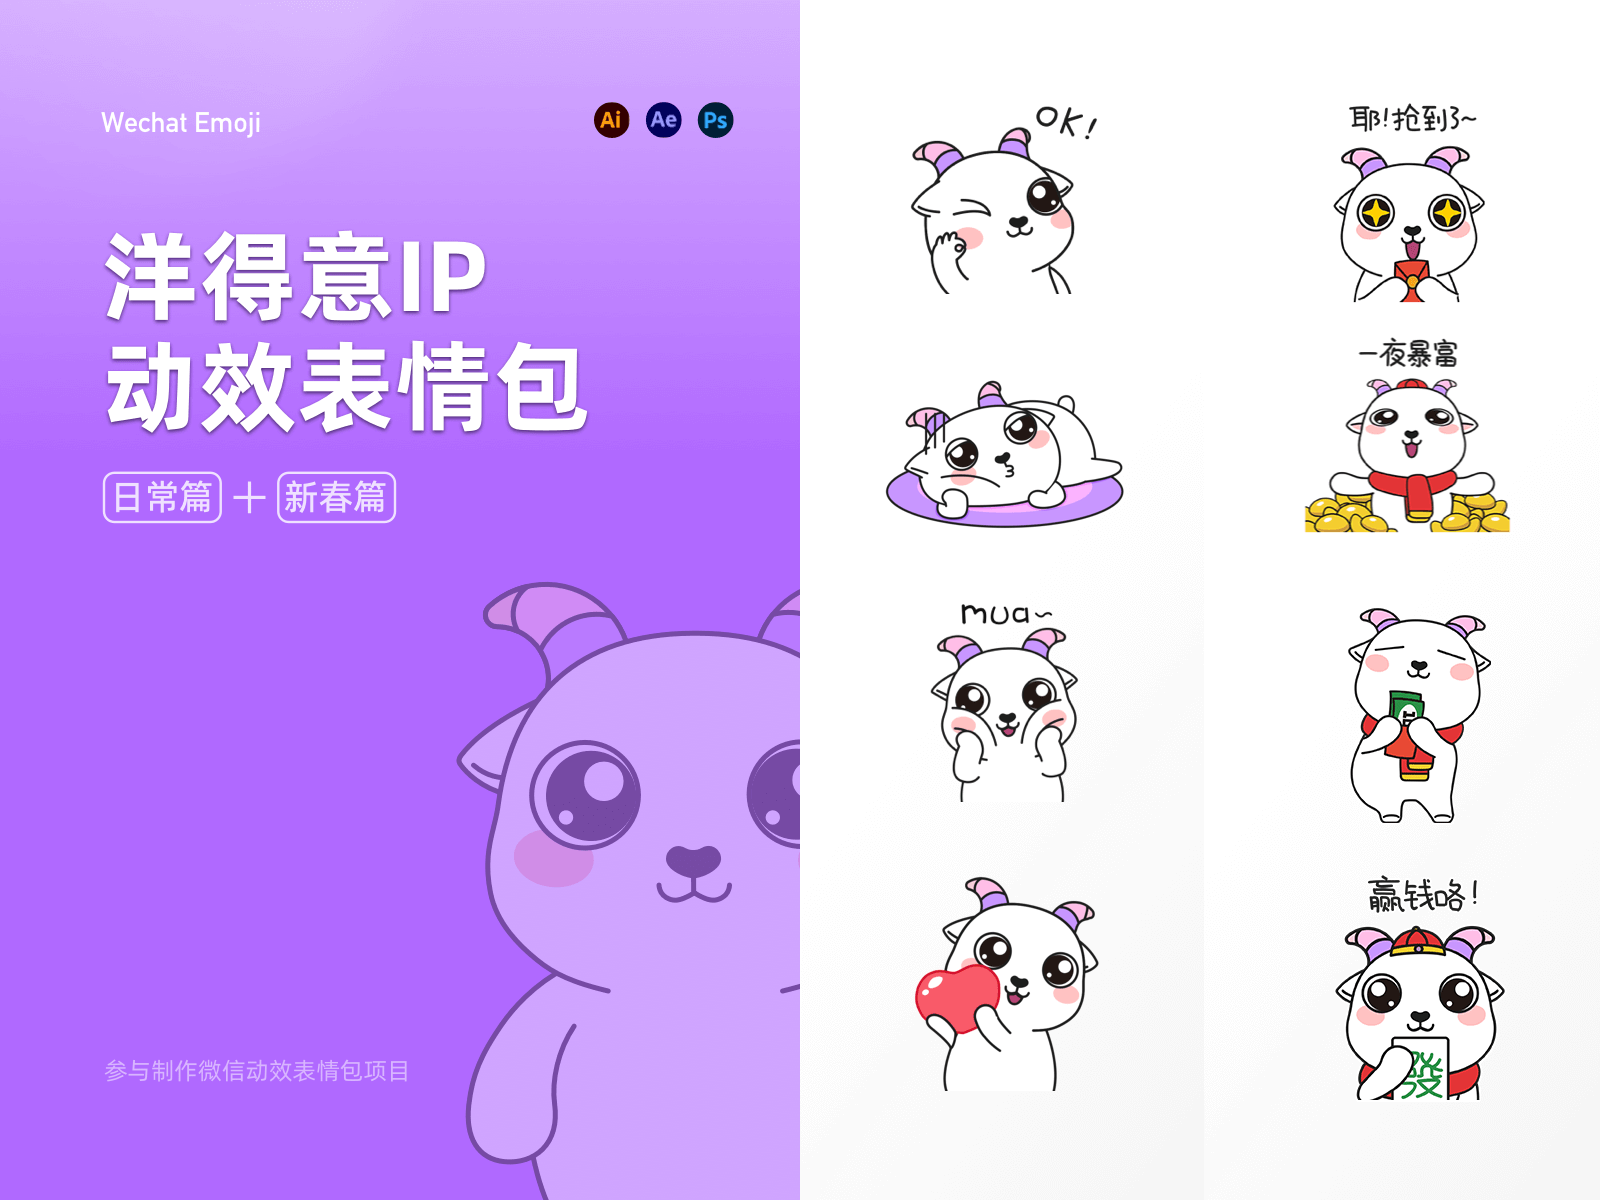 Wechat Emoji
Ai Ae Ps
洋得意IP
动效表情包
日常篇＋新春篇
参与制作微信动效表情包项目
OK!
耶!抢到了~
一夜暴富
mua~
赢钱咯!
發